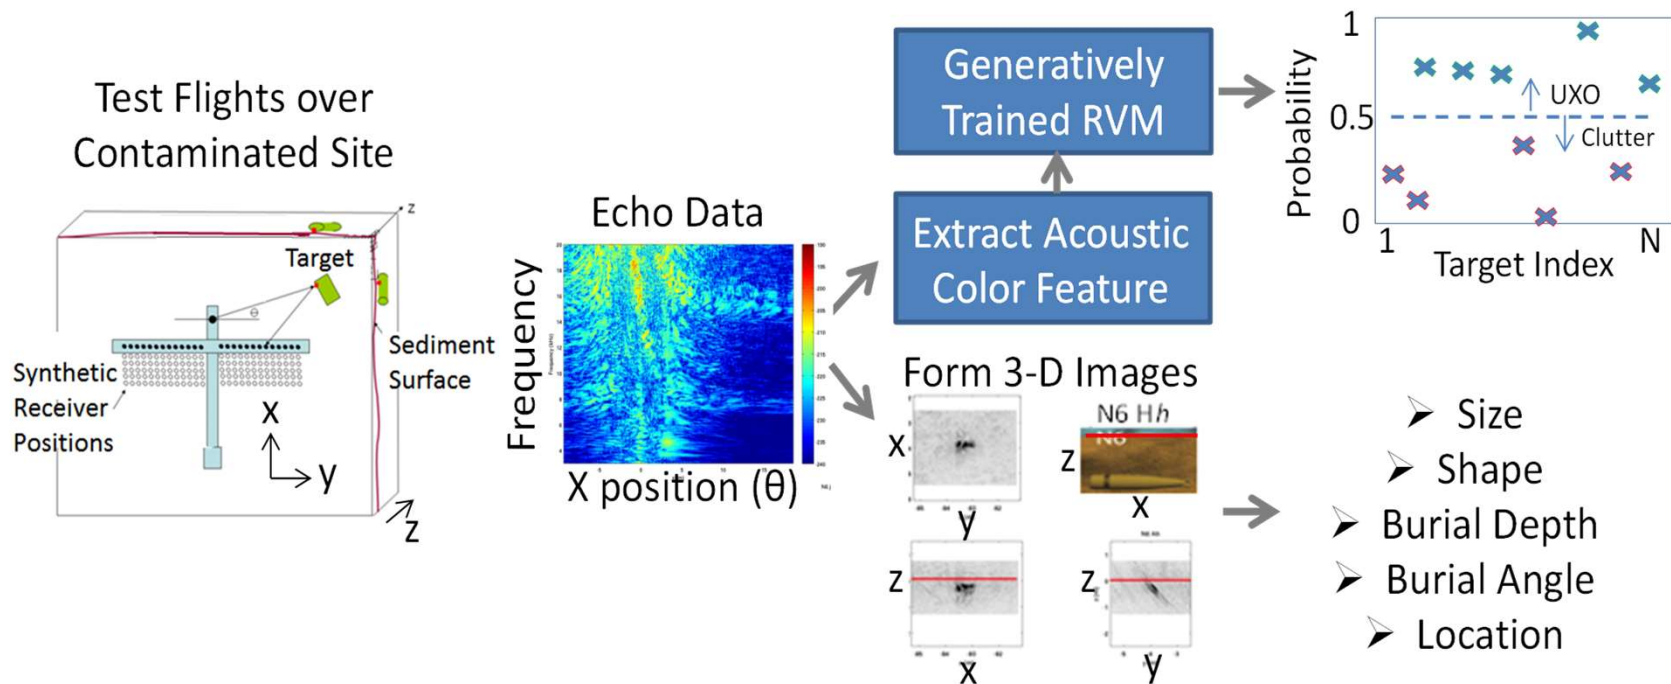 Test Flights over
Contaminated Site
z
Target
θ
Synthetic
Receiver
Positions
Sediment
Surface
x
y
z
Echo Data
Frequency
X position (θ)
Generatively
Trained RVM
Extract Acoustic
Color Feature
Form 3-D Images
x
y
N6 Hh
N6
z
x
z
x
z
y
Probability
1
0.5
0
UXO
Clutter
1
N
Target Index
➢ Size
➢ Shape
➢ Burial Depth
➢ Burial Angle
➢ Location